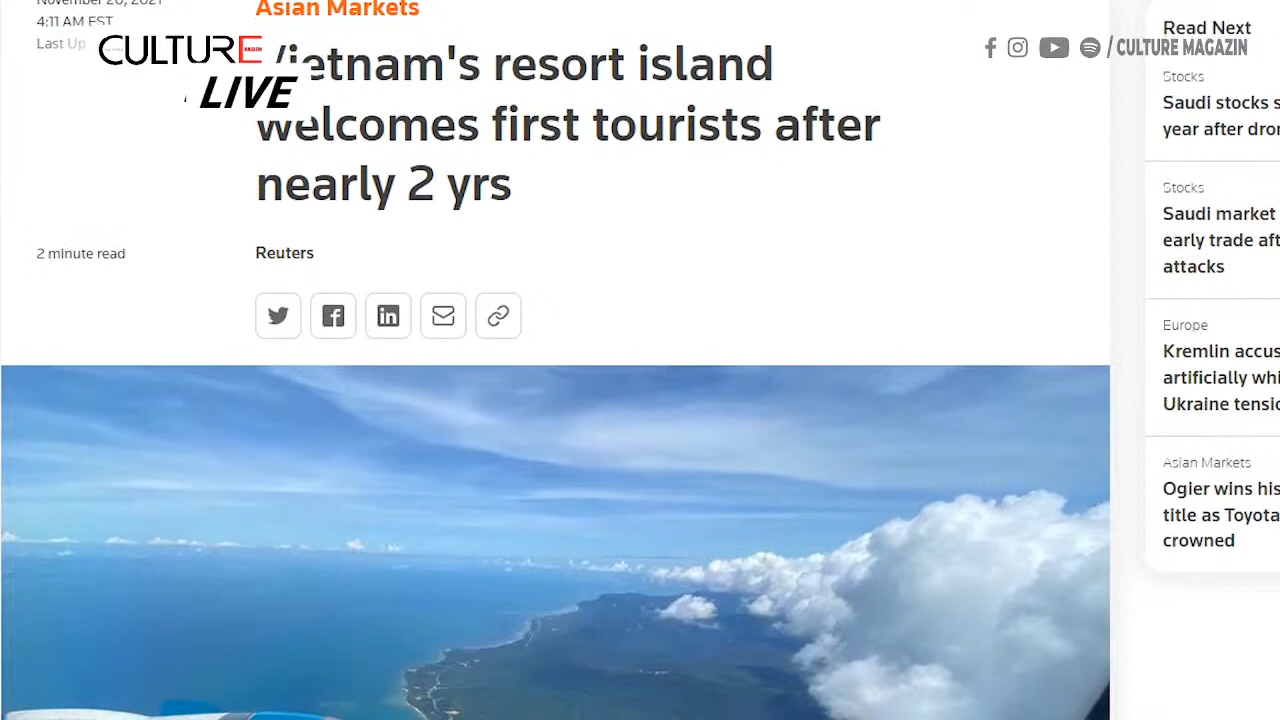 Asian Markets
November 20, 2021
4:11 AM EST
Last Up
CULTURE
MAGAZIN
LIVE
Vietnam's resort island
welcomes first tourists after
nearly 2 yrs
2 minute read
Reuters
/ CULTURE MAGAZIN
Read Next
Stocks
Saudi stocks s
year after dron
Stocks
Saudi market
early trade aft
attacks
Europe
Kremlin accus
artificially whi
Ukraine tensio
Asian Markets
Ogier wins his
title as Toyota
crowned